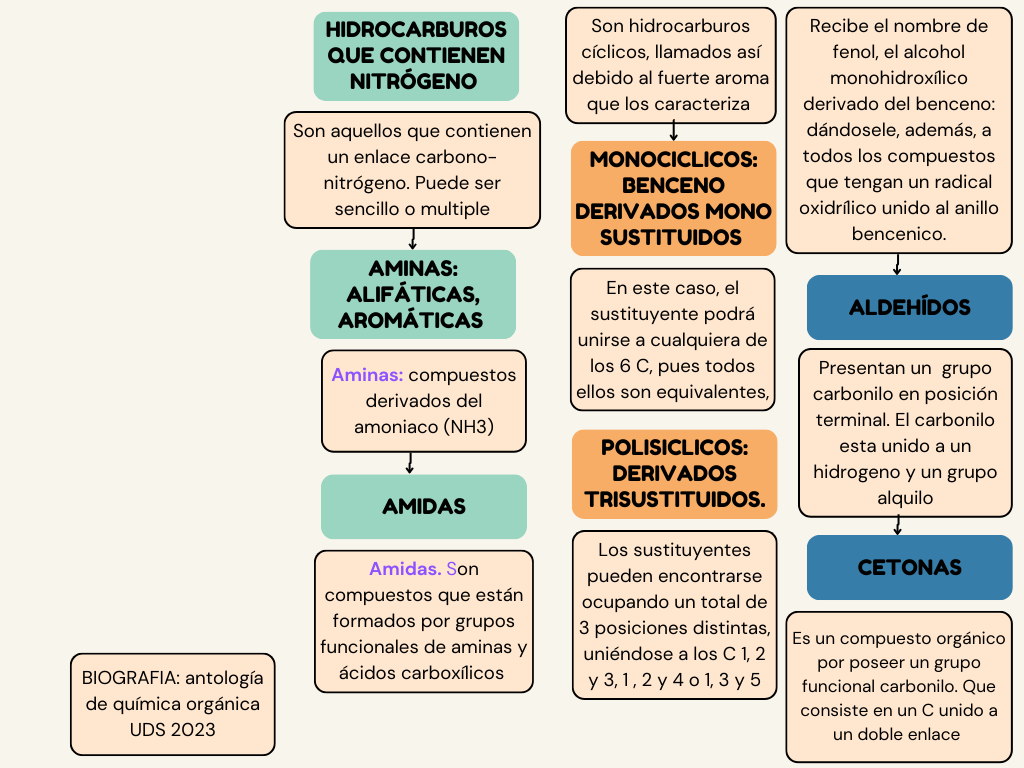 HIDROCARBUROS
QUE CONTIENEN
NITRÓGENO
Son aquellos que contienen
un enlace carbono-
nitrógeno. Puede ser
sencillo o multiple
AMINAS:
ALIFÁTICAS,
AROMÁTICAS
Aminas: compuestos
derivados del
amoniaco (NH3)
AMIDAS
Amidas. Son
compuestos que están
formados por grupos
funcionales de aminas y
ácidos carboxílicos
BIOGRAFIA: antología
de química orgánica
UDS 2023
Son hidrocarburos
cíclicos, llamados así
debido al fuerte aroma
que los caracteriza
MONOCICLICOS:
BENCENO
DERIVADOS MONO
SUSTITUIDOS
En este caso, el
sustituyente podrá
unirse a cualquiera de
los 6 C, pues todos
ellos son equivalentes,
POLISICLICOS:
DERIVADOS
TRISUSTITUIDOS.
Los sustituyentes
pueden encontrarse
ocupando un total de
3 posiciones distintas,
uniéndose a los C 1, 2
y 3, 1 , 2 y 4 o 1, 3 y 5
Recibe el nombre de
fenol, el alcohol
monohidroxílico
derivado del benceno:
dándosele, además, a
todos los compuestos
que tengan un radical
oxidrílico unido al anillo
bencenico.
ALDEHÍDOS
Presentan un grupo
carbonilo en posición
terminal. El carbonilo
esta unido a un
hidrogeno y un grupo
alquilo
CETONAS
Es un compuesto orgánico
por poseer un grupo
funcional carbonilo. Que
consiste en un C unido a
un doble enlace